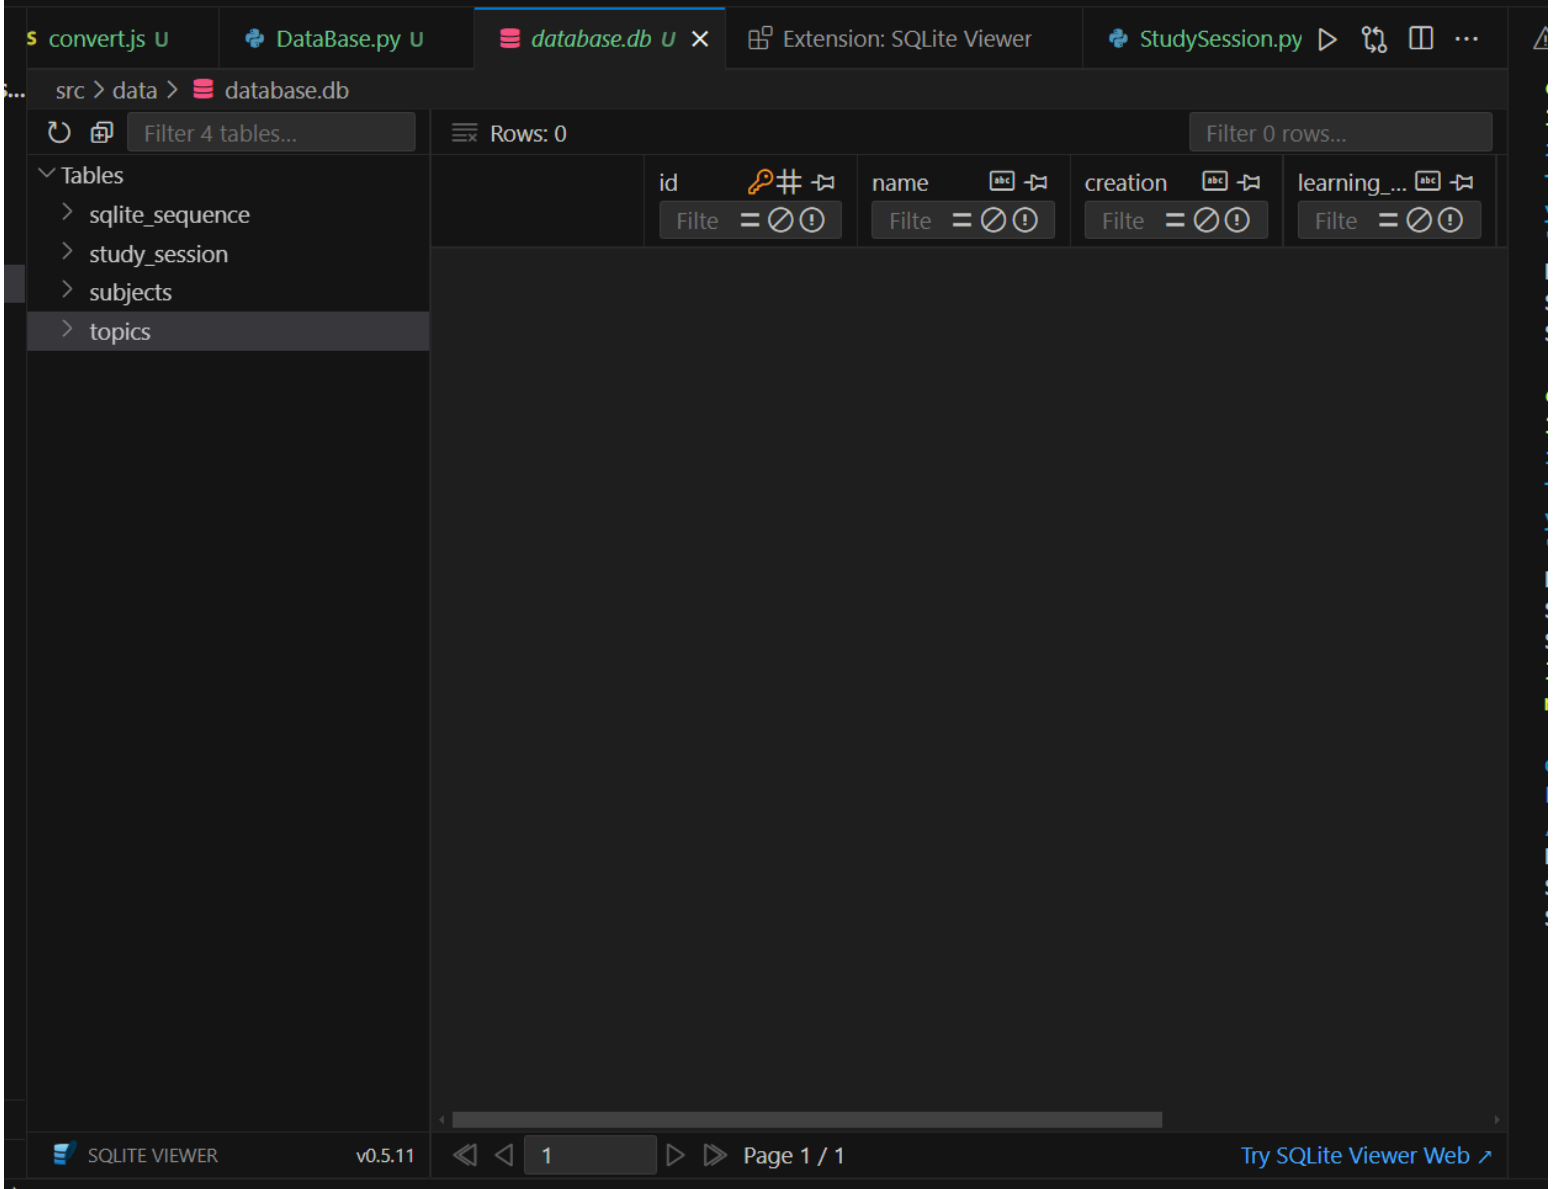 convert.js U DataBase.py U database.db U Extension: SQLite Viewer StudySession.py
src > data > database.db
Filter 4 tables... Rows: 0 Filter 0 rows...
Tables
id name creation learning_...
sqlite_sequence
Filte Filte Filte Filte
study_session
subjects
topics
SQLITE VIEWER v0.5.11 1 Page 1 / 1 Try SQLite Viewer Web ↗